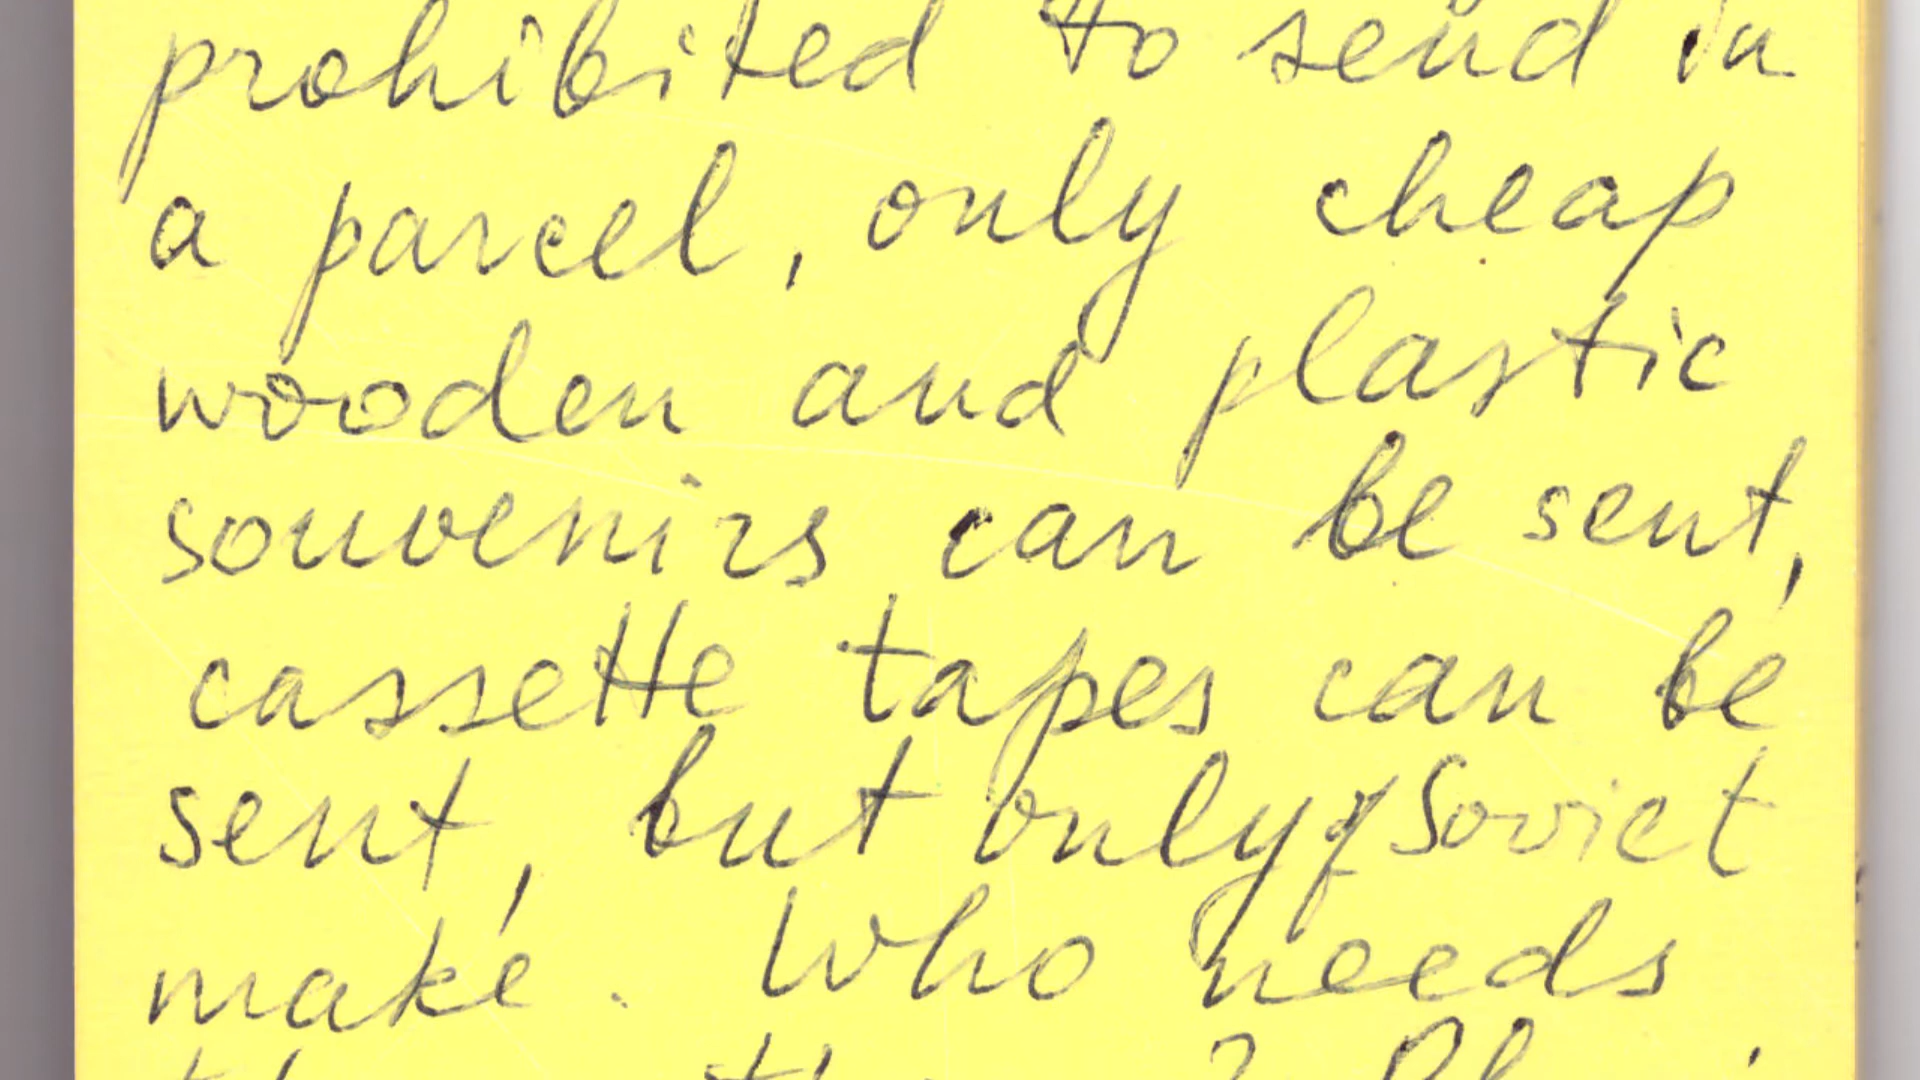 prohibited to send in
a parcel, only cheap
wooden and plastic
souvenirs can be sent,
cassette tapes can be
sent, but only Soviet
make. Who needs